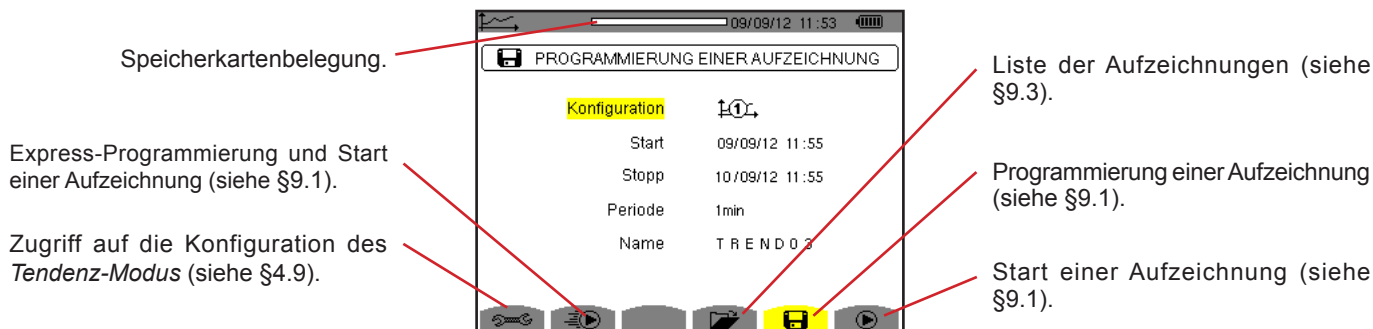 09/09/12 11:53
Speicherkartenbelegung.
PROGRAMMIERUNG EINER AUFZEICHNUNG
Liste der Aufzeichnungen (siehe
§9.3).
Konfiguration 1
Start 09/09/12 11:55
Express-Programmierung und Start
einer Aufzeichnung (siehe §9.1).
Stopp 10/09/12 11:55
Programmierung einer Aufzeichnung
(siehe §9.1).
Periode 1min
Name TREND03
Zugriff auf die Konfiguration des
Tendenz-Modus (siehe §4.9).
Start einer Aufzeichnung (siehe
§9.1).